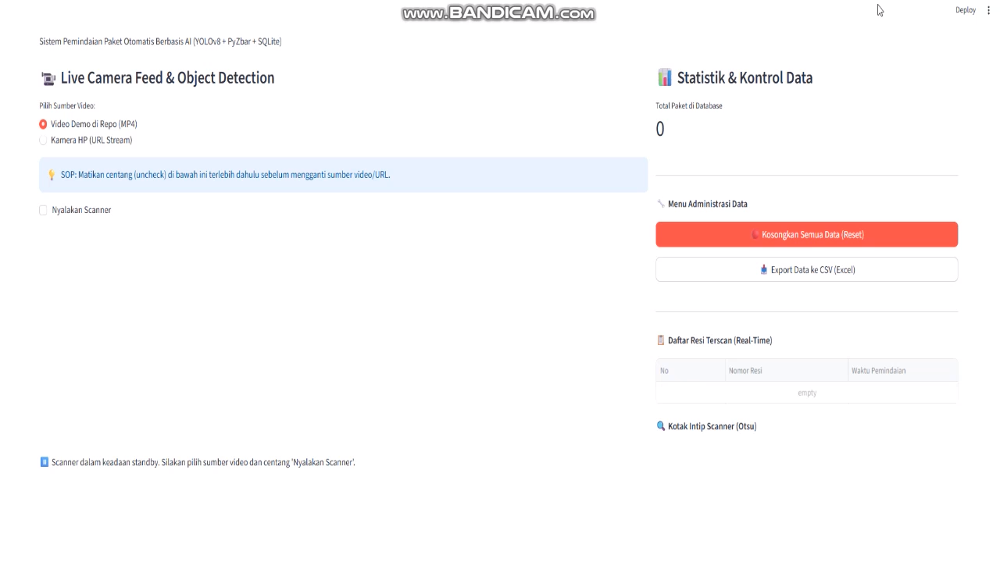 www.BANDICAM.com
Deploy
Sistem Pemindaian Paket Otomatis Berbasis AI (YOLOv8 + PyZbar + SQLite)
Live Camera Feed & Object Detection
Pilih Sumber Video:
Video Demo di Repo (MP4)
Kamera HP (URL Stream)
SOP: Matikan centang (uncheck) di bawah ini terlebih dahulu sebelum mengganti sumber video/URL.
Nyalakan Scanner
Scanner dalam keadaan standby. Silakan pilih sumber video dan centang 'Nyalakan Scanner'.
Statistik & Kontrol Data
Total Paket di Database
0
Menu Administrasi Data
Kosongkan Semua Data (Reset)
Export Data ke CSV (Excel)
Daftar Resi Terscan (Real-Time)
No Nomor Resi Waktu Pemindaian
empty
Kotak Intip Scanner (Otsu)